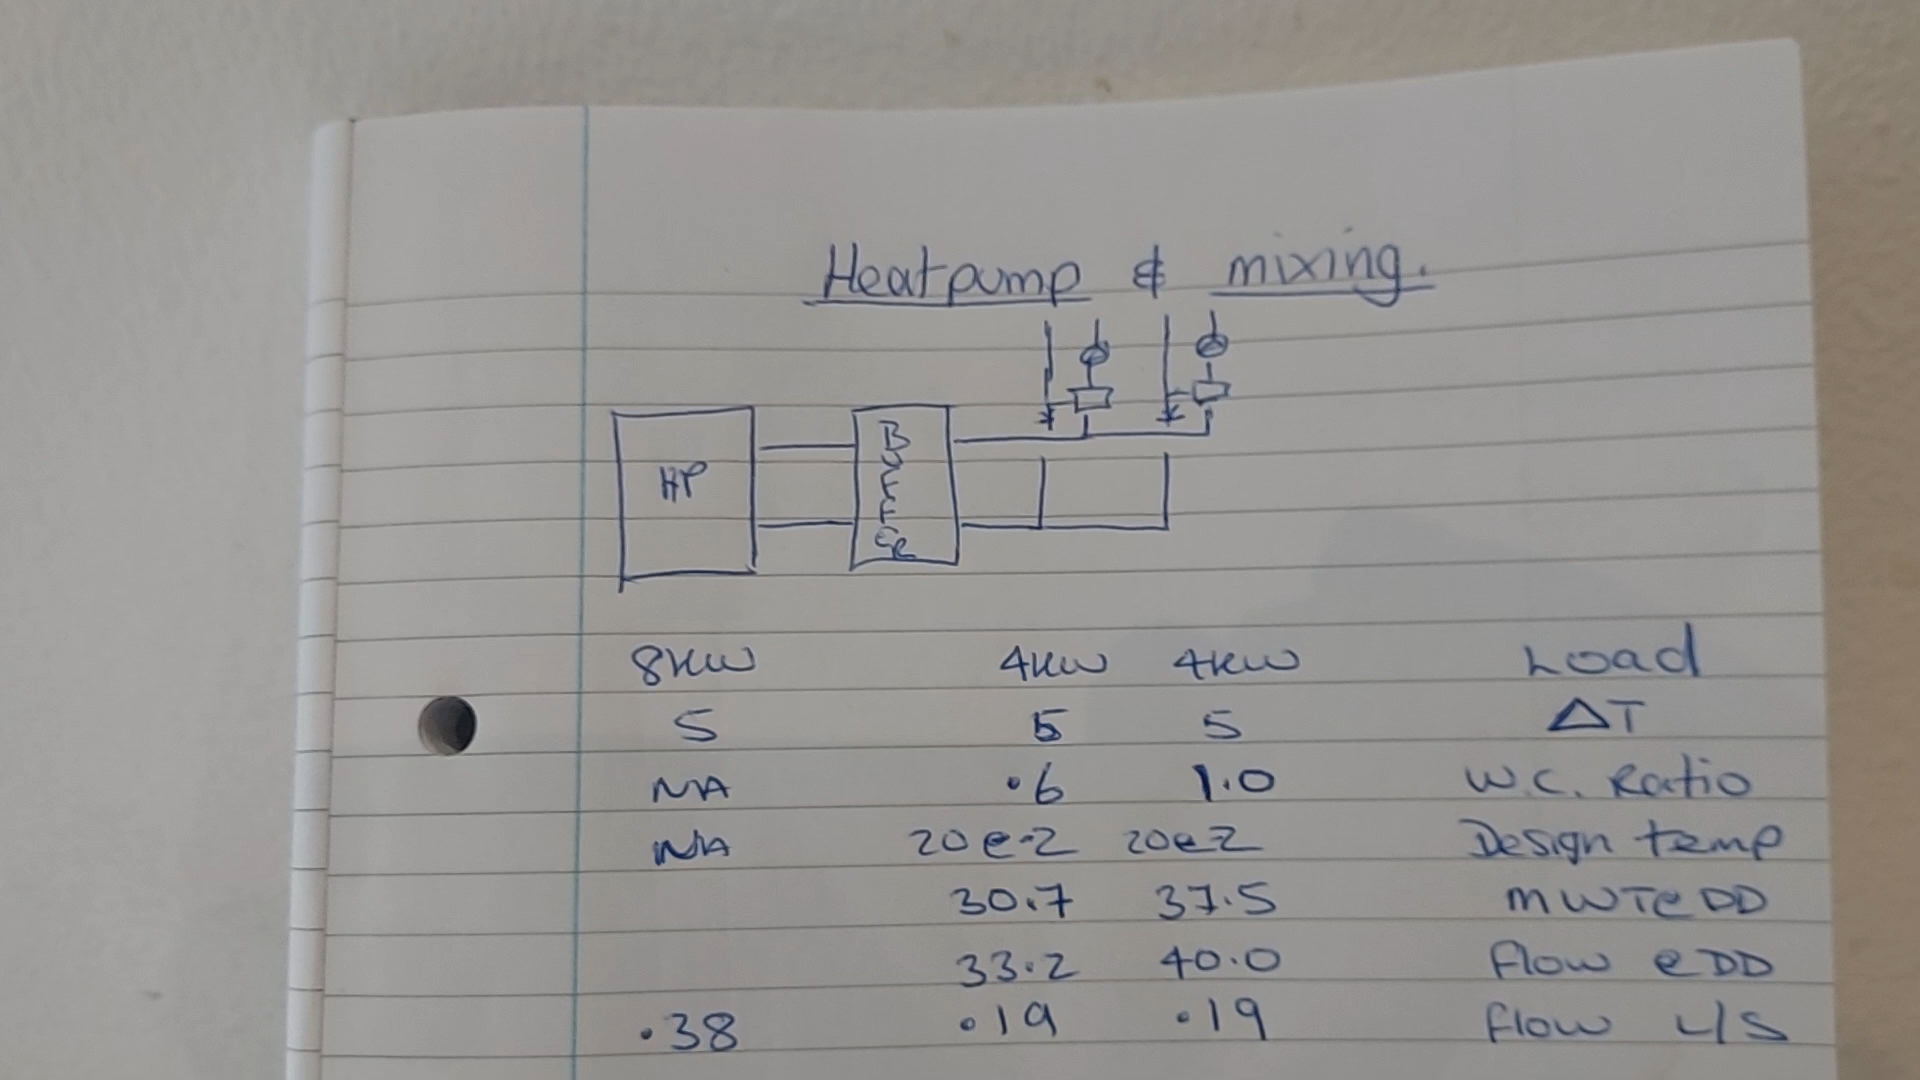 Heatpump & mixing.
HP
BUFFER
8KW 4KW 4KW Load
5 5 5 ΔT
NA .6 1.0 W.C. Ratio
NA 20@-2 20@2 Design temp
30.7 37.5 MWT@DD
33.2 40.0 flow @DD
.38 .19 .19 flow L/S